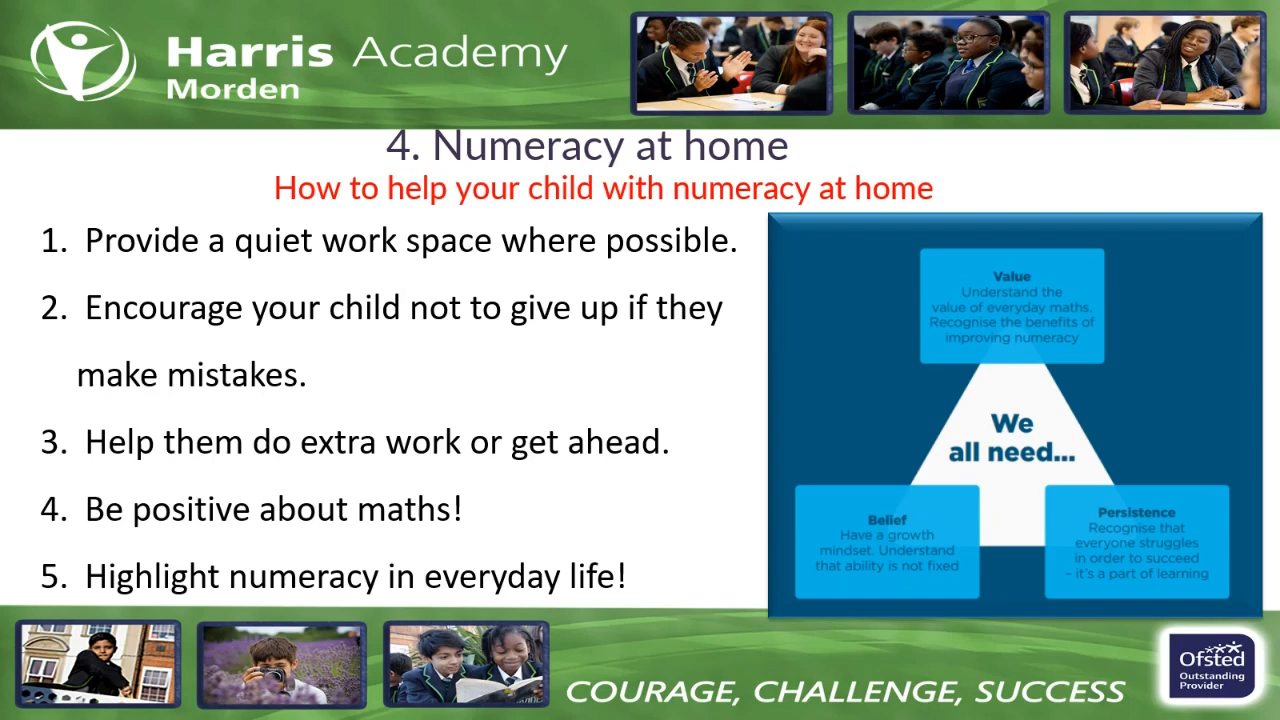 Harris Academy
Morden
4. Numeracy at home
How to help your child with numeracy at home
1. Provide a quiet work space where possible.
2. Encourage your child not to give up if they
make mistakes.
3. Help them do extra work or get ahead.
4. Be positive about maths!
5. Highlight numeracy in everyday life!
Value
Understand the
value of everyday maths.
Recognise the benefits of
improving numeracy
We
all need...
Belief
Have a growth
mindset. Understand
that ability is not fixed
Persistence
Recognise that
everyone struggles
in order to succeed
– it's a part of learning
COURAGE, CHALLENGE, SUCCESS
Ofsted
Outstanding
Provider